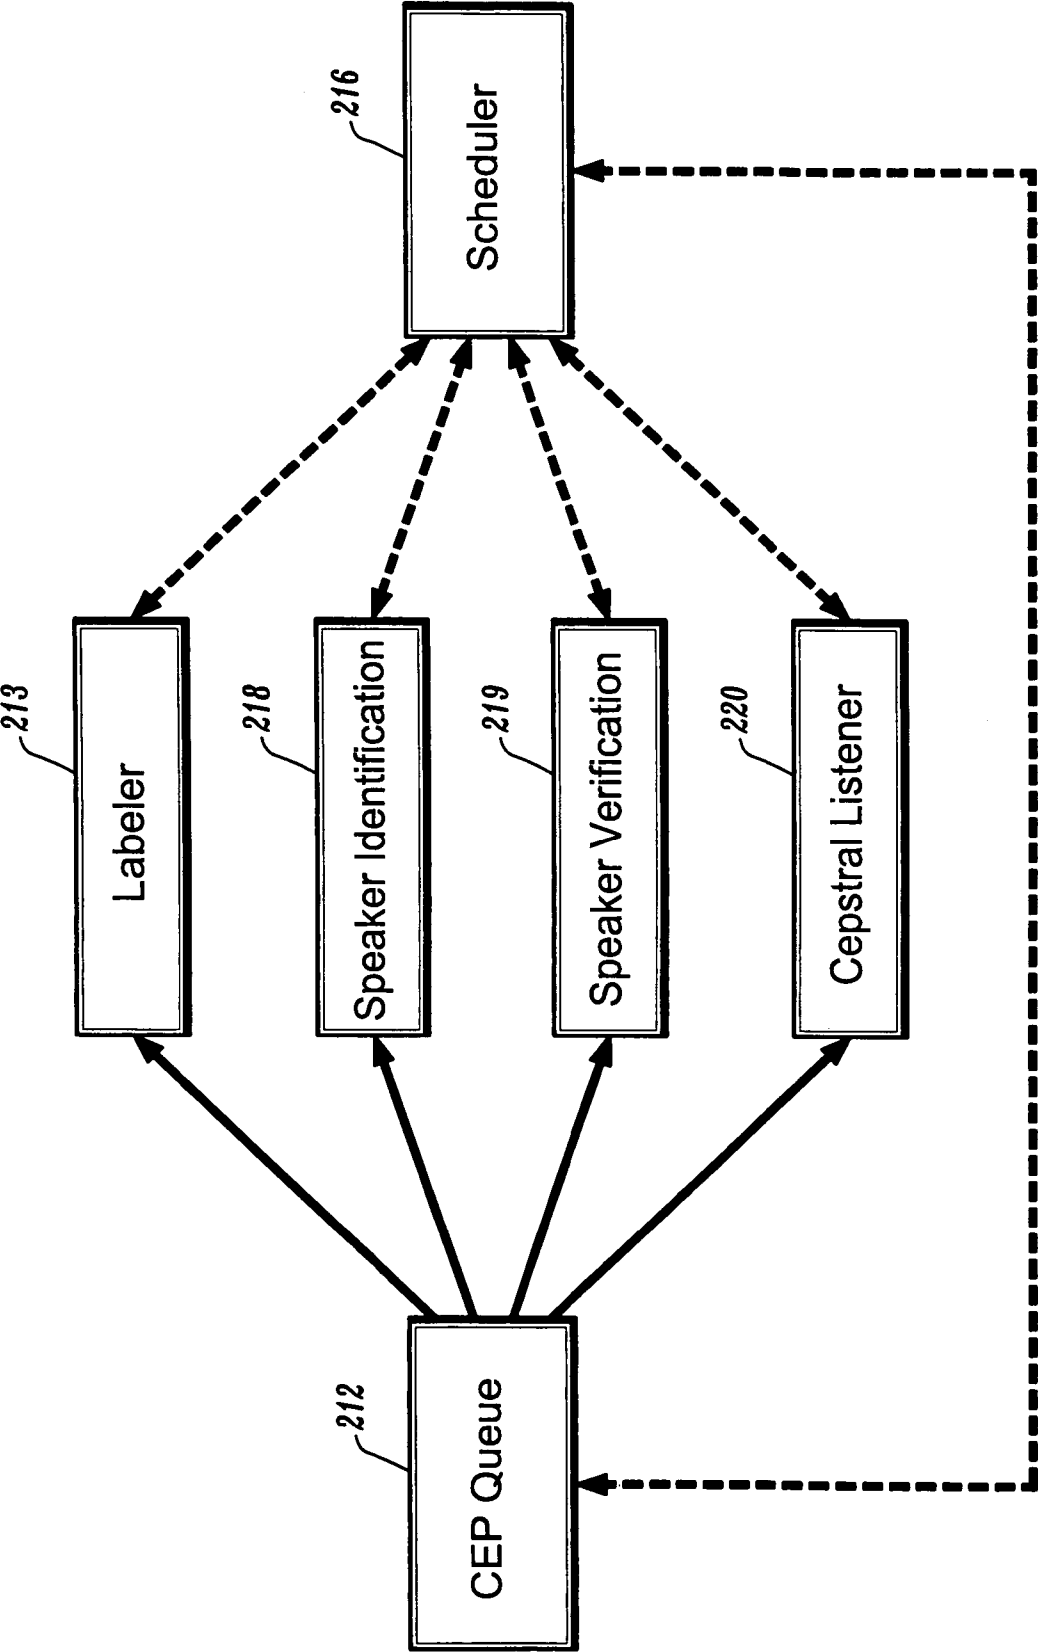 213
Labeler
218
Speaker Identification
212
CEP Queue
216
Scheduler
219
Speaker Verification
220
Cepstral Listener